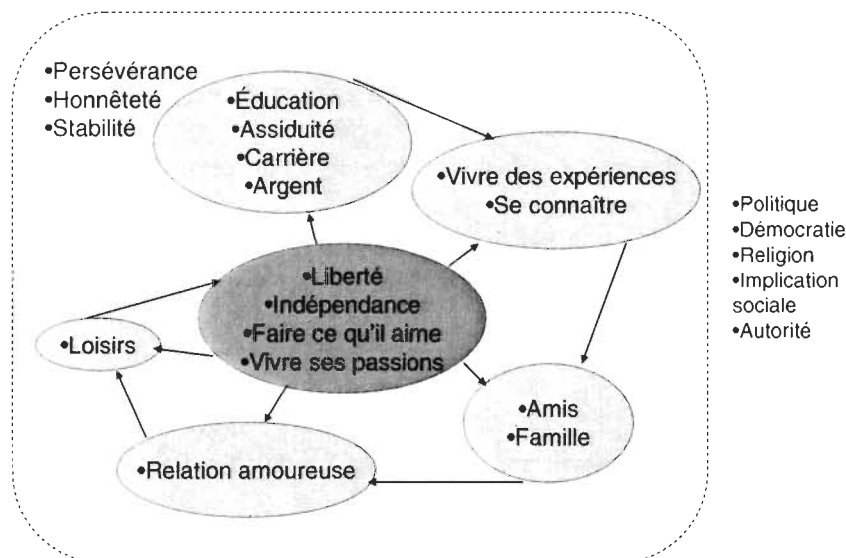 •Persévérance
•Honnêteté
•Stabilité
•Éducation
•Assiduité
•Carrière
•Argent
•Vivre des expériences
•Se connaître
•Politique
•Démocratie
•Religion
•Implication
sociale
•Autorité
•Liberté
•Indépendance
•Faire ce qu'il aime
•Vivre ses passions
•Loisirs
•Amis
•Famille
•Relation amoureuse